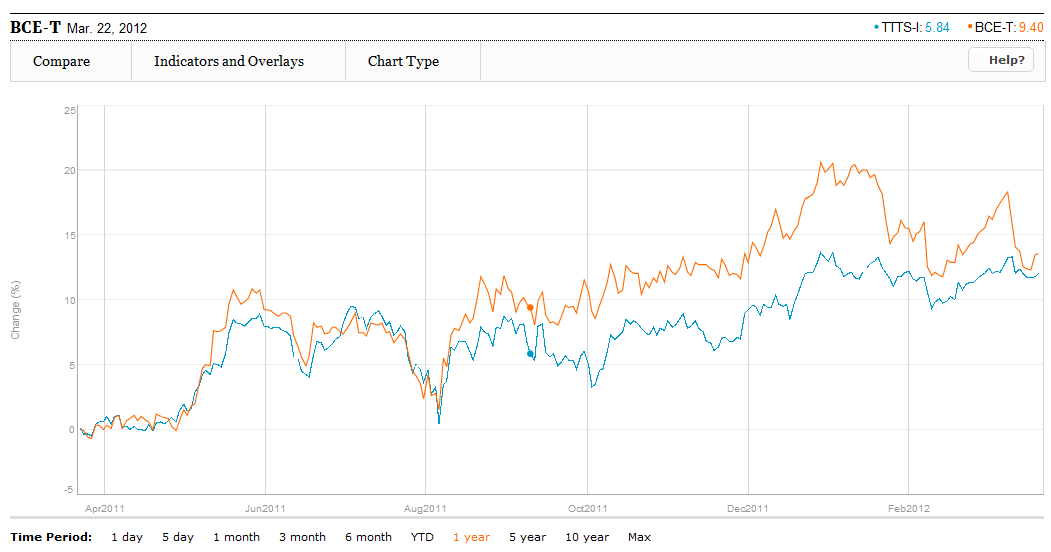 BCE-T Mar. 22, 2012 TTTS-I: 5.84 BCE-T: 9.40
Compare Indicators and Overlays Chart Type Help?
25
20
15
10
5
0
-5
Change (%)
Apr2011 Jun2011 Aug2011 Oct2011 Dec2011 Feb2012
Time Period: 1 day 5 day 1 month 3 month 6 month YTD 1 year 5 year 10 year Max